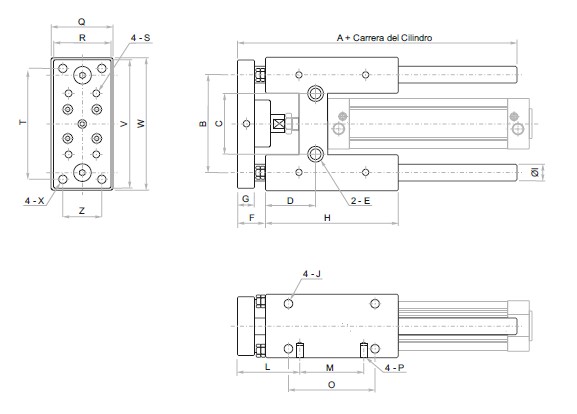 Q
R
4 - S
T
V
W
4 - X
Z
A + Carrera del Cilindro
B
C
ØI
G
D
2 - E
F
H
4 - J
L
M
4 - P
O